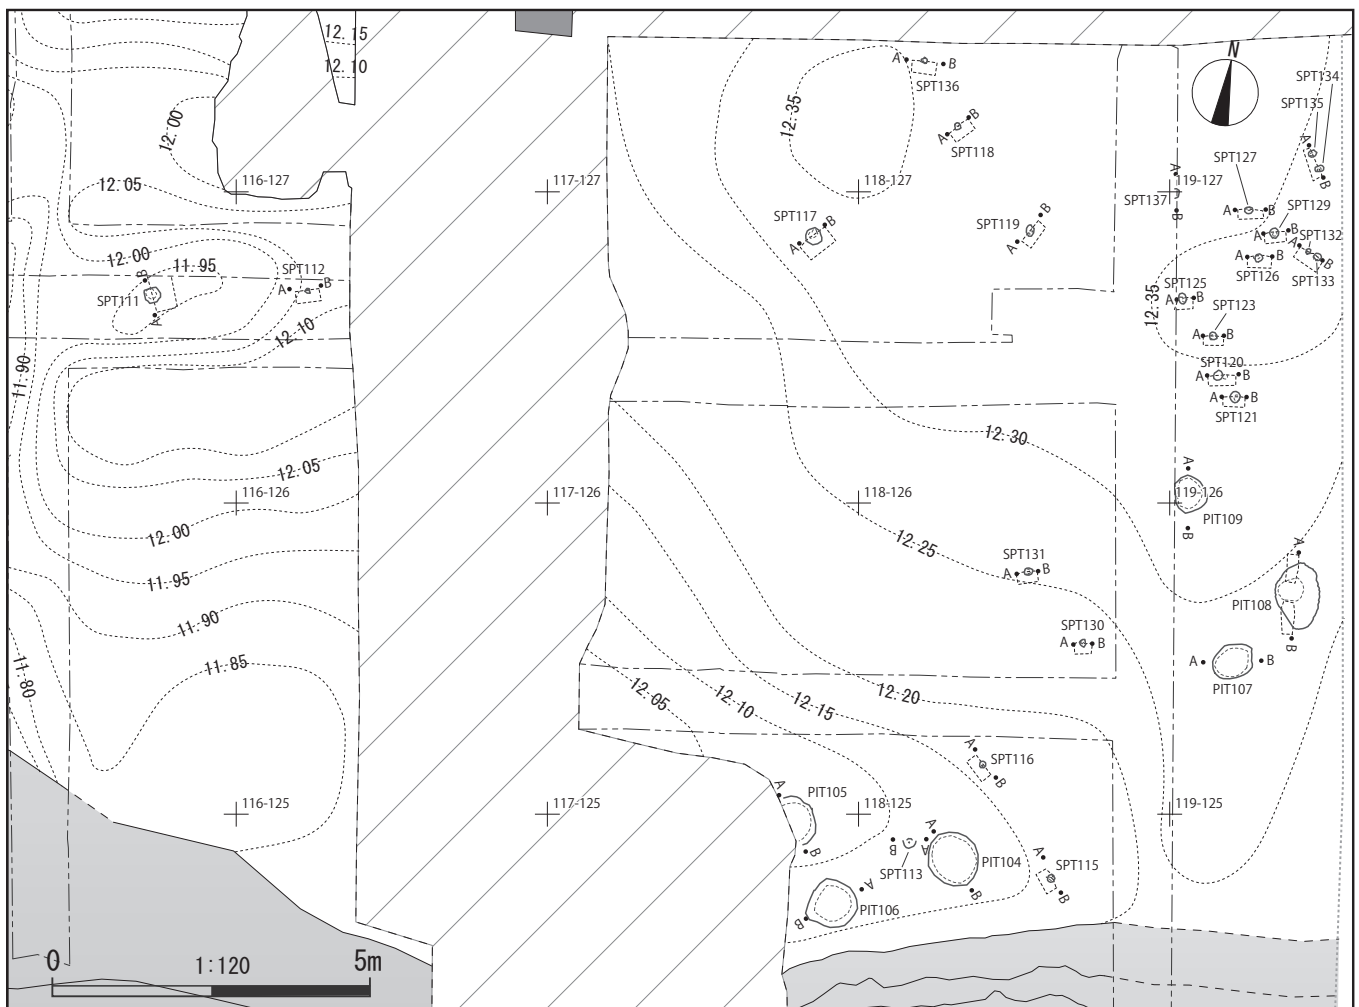 12.15
12.10
12.00
12.05
12.00
11.95
12.10
11.90
12.05
12.00
11.95
11.90
11.85
11.80
116-127
117-127
118-127
119-127
116-126
117-126
118-126
119-126
116-125
117-125
118-125
119-125
B
SPT111
A
SPT112
A B
N
12.35
A B
SPT136
A B
SPT118
SPT117
A B
SPT119
A B
A
SPT137
B
SPT134
SPT135
A
B
SPT127
A B
SPT129
A B
SPT132
A
B
SPT133
A B
SPT126
SPT125
A B
12.35
SPT123
A B
SPT120
A B
A B
SPT121
12.30
12.25
12.20
12.15
12.10
12.05
A
PIT109
B
A
PIT108
B
A B
PIT107
SPT131
A B
SPT130
A B
A
SPT116
B
A
PIT105
B
B A
SPT113
A
PIT104
B
A
SPT115
B
A
PIT106
B
0 1:120 5m